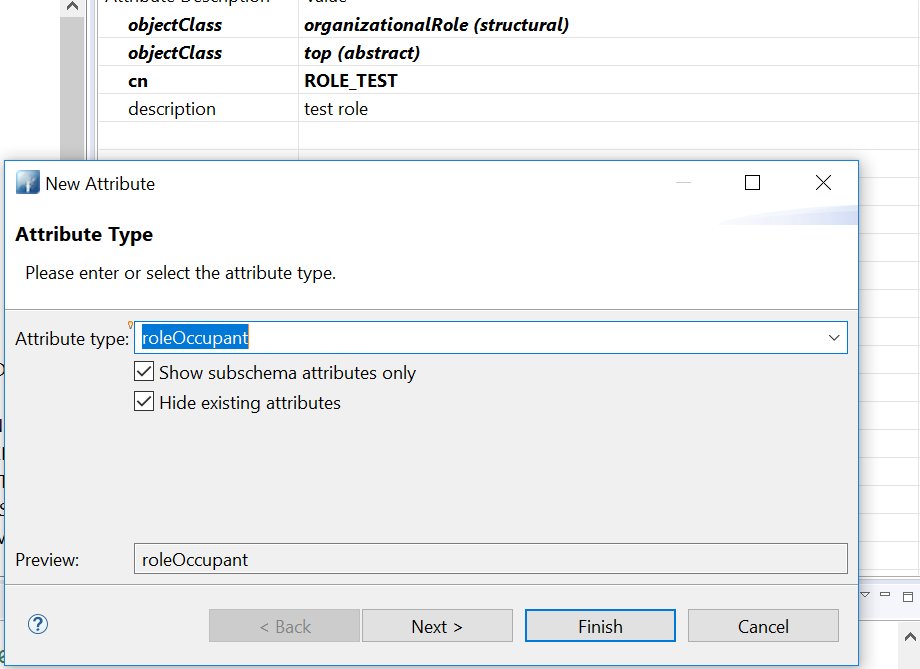 Attribute Description Value
objectClass organizationalRole (structural)
objectClass top (abstract)
cn ROLE_TEST
description test role
New Attribute
Attribute Type
Please enter or select the attribute type.
Attribute type: roleOccupant
Show subschema attributes only
Hide existing attributes
Preview: roleOccupant
< Back Next > Finish Cancel